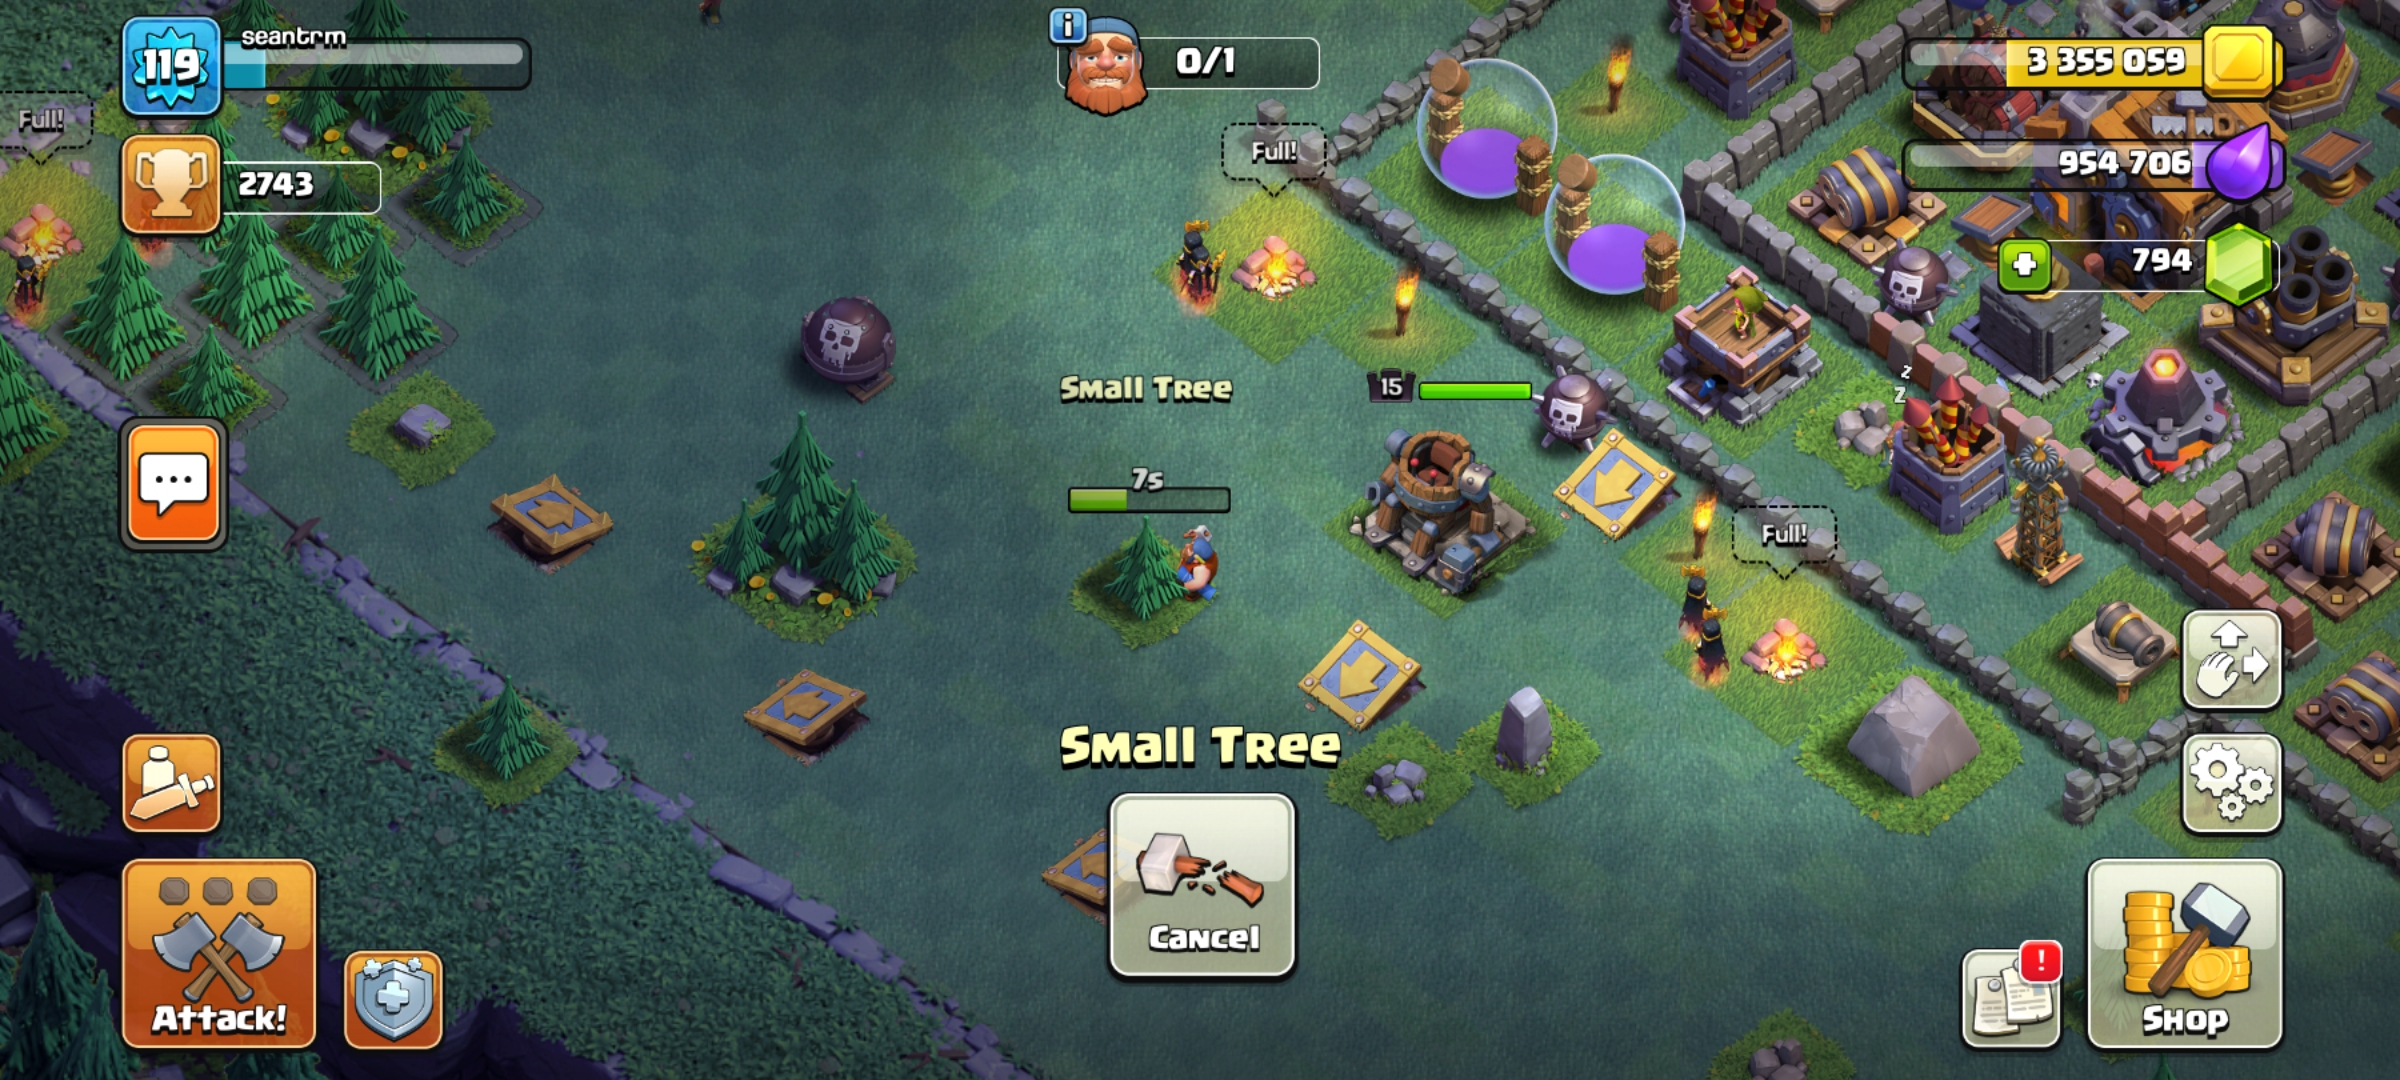 seantrm
119
0/1
3 355 059
Full!
Full!
954 706
2743
794
Small Tree
15
z
z
7s
Full!
Small Tree
Cancel
Attack!
!
Shop